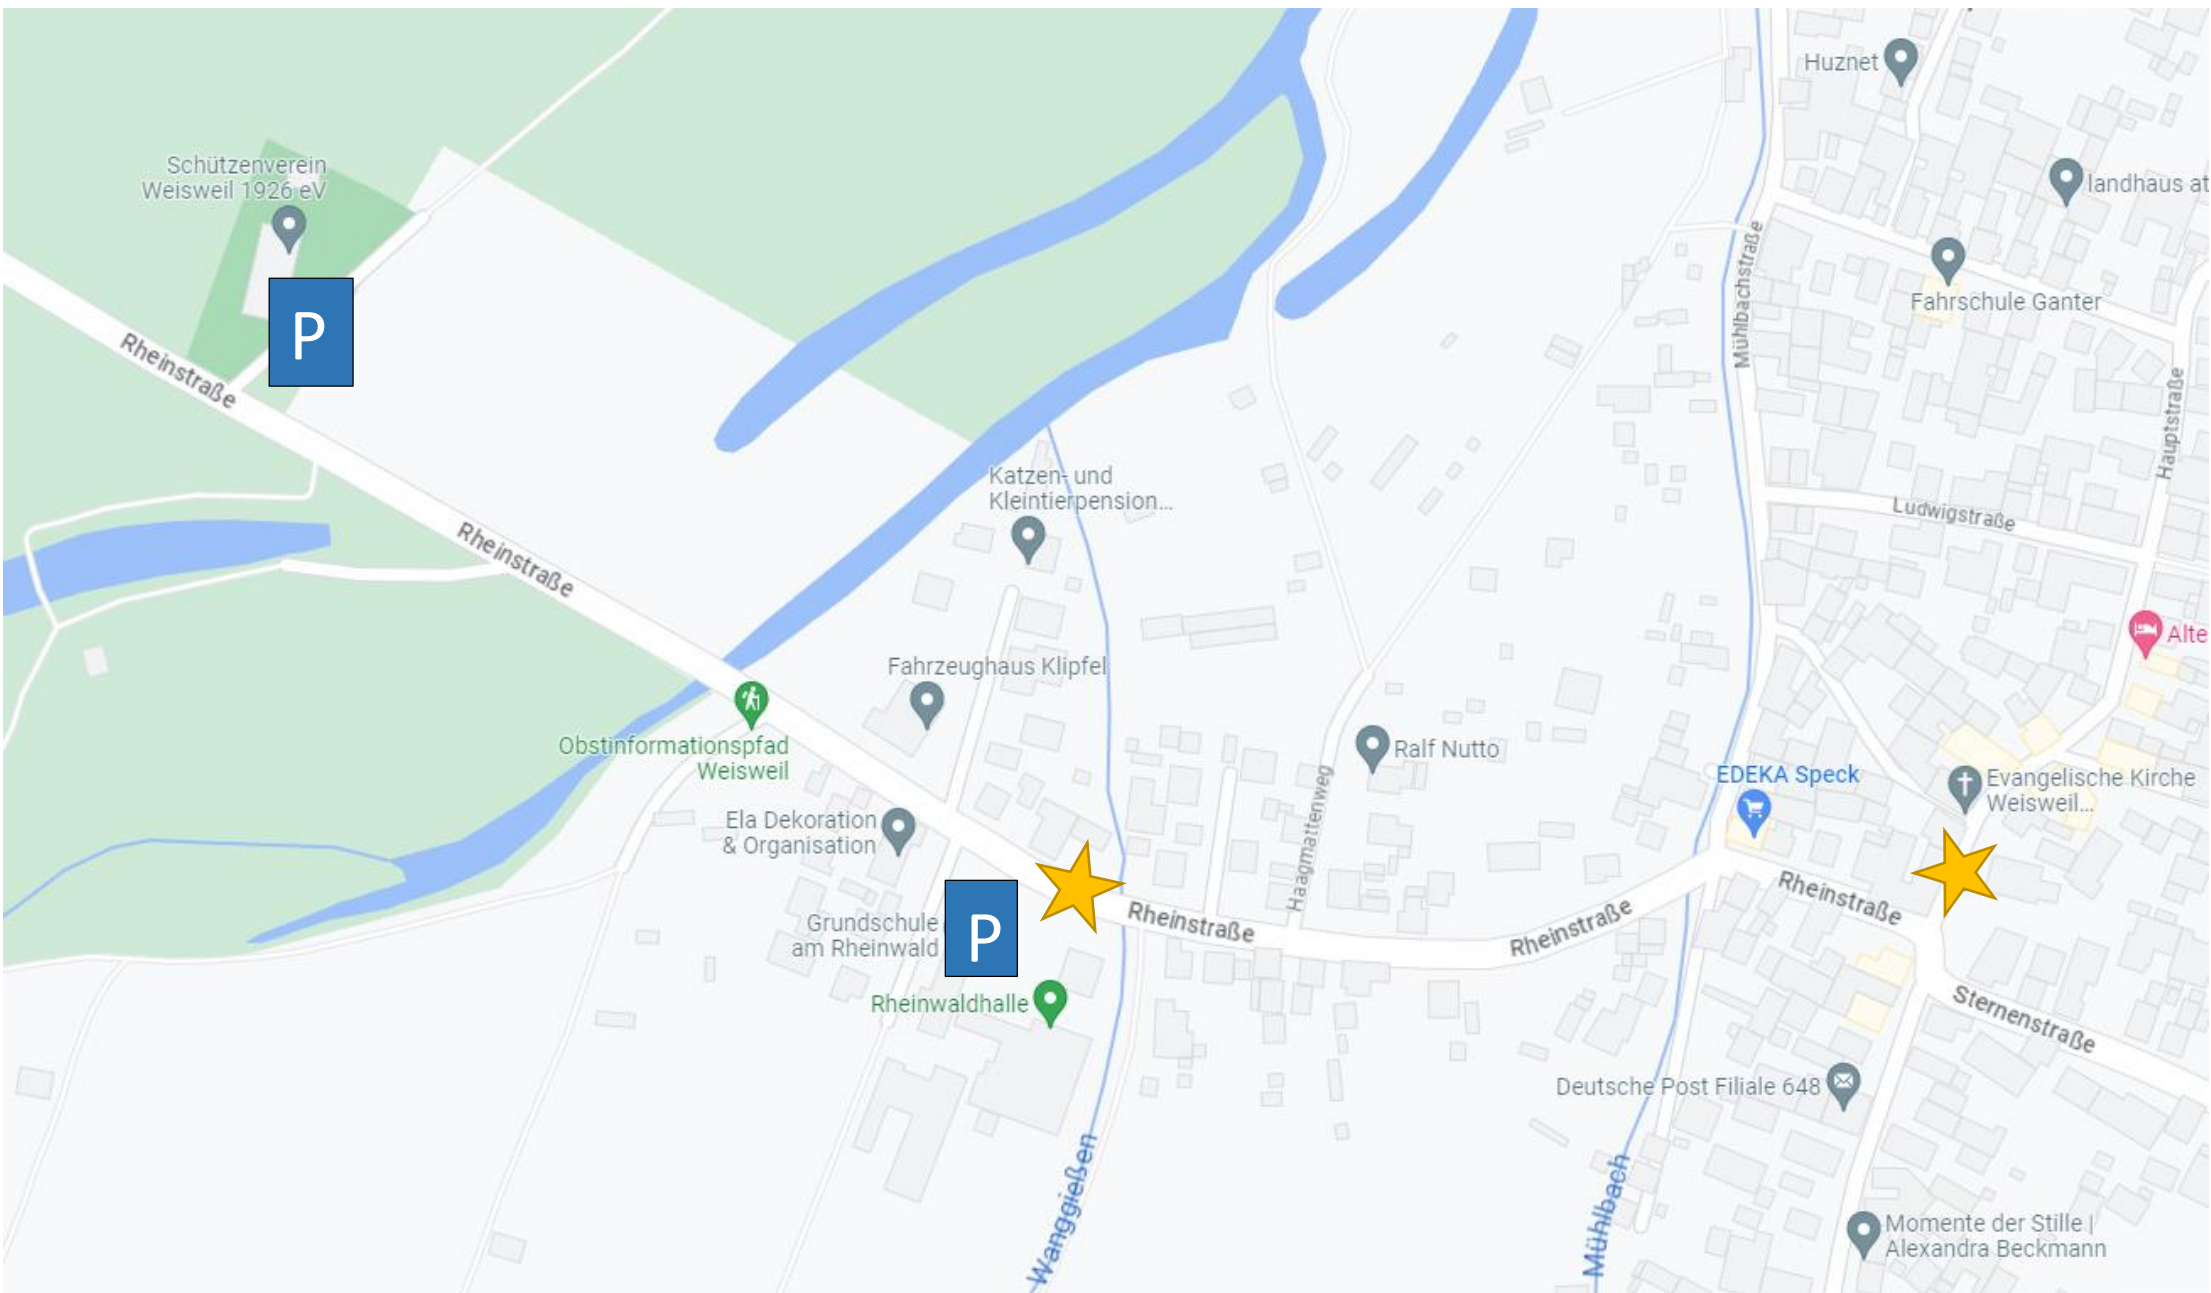 Huznet
Schützenverein
Weisweil 1926 eV
landhaus at
Mühlbachstraße
Fahrschule Ganter
P
Rheinstraße
Hauptstraße
Katzen- und
Kleintierpension...
Ludwigstraße
Rheinstraße
Alte
Fahrzeughaus Klipfel
Obstinformationspfad
Weisweil
Ralf Nutto
EDEKA Speck
Evangelische Kirche
Weisweil...
Haagmattenweg
Ela Dekoration
& Organisation
Rheinstraße
Grundschule
am Rheinwald
P
Rheinstraße
Rheinstraße
Rheinwaldhalle
Sternenstraße
Deutsche Post Filiale 648
Wanggießen
Mühlbach
Momente der Stille |
Alexandra Beckmann